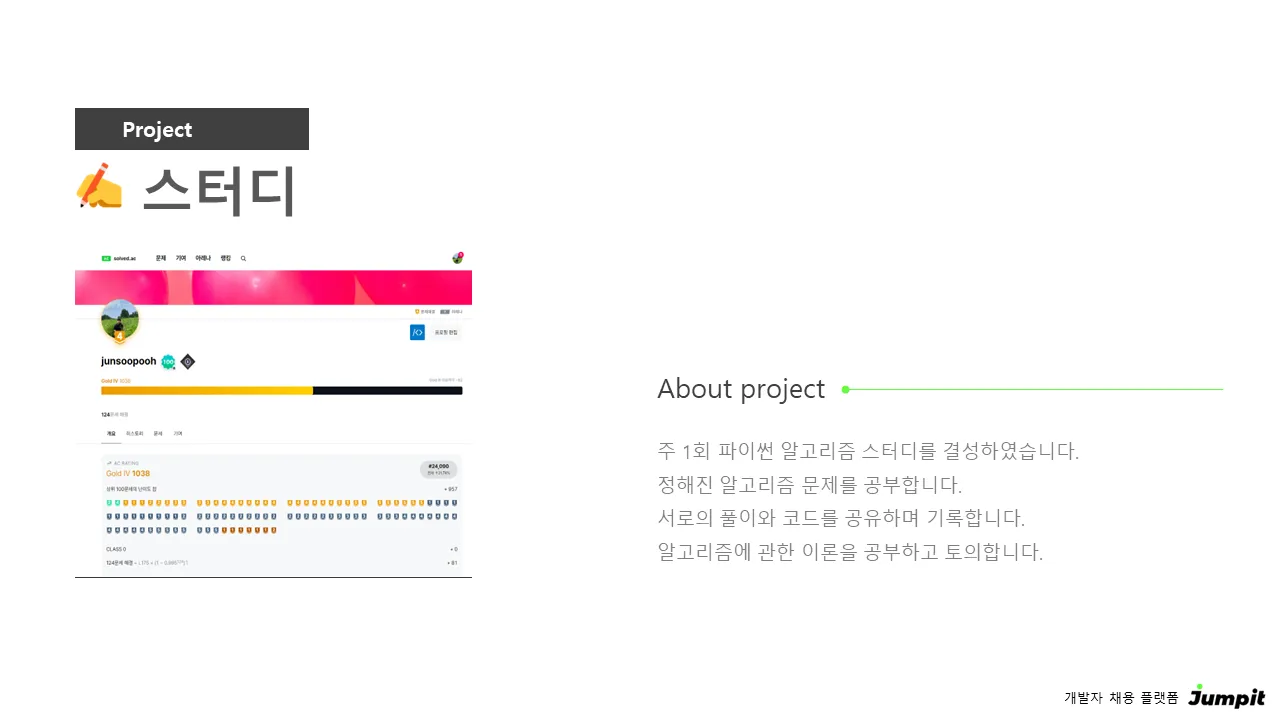 Project
스터디
solved.ac 문제 기여 아레나 랭킹
프로필 편집
junsoopooh
Gold IV 1038
124문제 해결
개요 히스토리 문제 기여
AC RATING
Gold IV 1038
#24,090
상위 100문제의 난이도 합 + 957
CLASS 0 + 0
+ 81
About project
주 1회 파이썬 알고리즘 스터디를 결성하였습니다.
정해진 알고리즘 문제를 공부합니다.
서로의 풀이와 코드를 공유하며 기록합니다.
알고리즘에 관한 이론을 공부하고 토의합니다.
개발자 채용 플랫폼 Jumpit